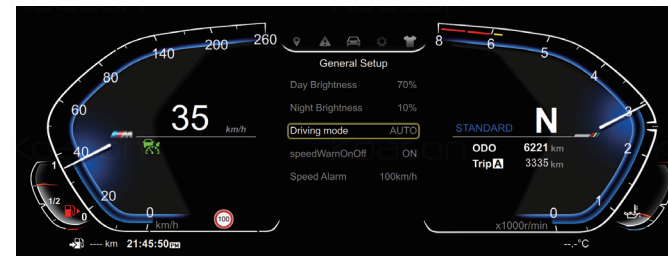 140
200
260
80
60
40
20
0
km/h
35
km/h
1
1/2
0
100
---- km
21:45:50 PM
General Setup
Day Brightness 70%
Night Brightness 10%
Driving mode AUTO
speedWarnOnOff ON
Speed Alarm 100km/h
8
6
5
4
3
2
1
0
x1000r/min
STANDARD N
ODO 6221 km
Trip A 3335 km
--.-°C